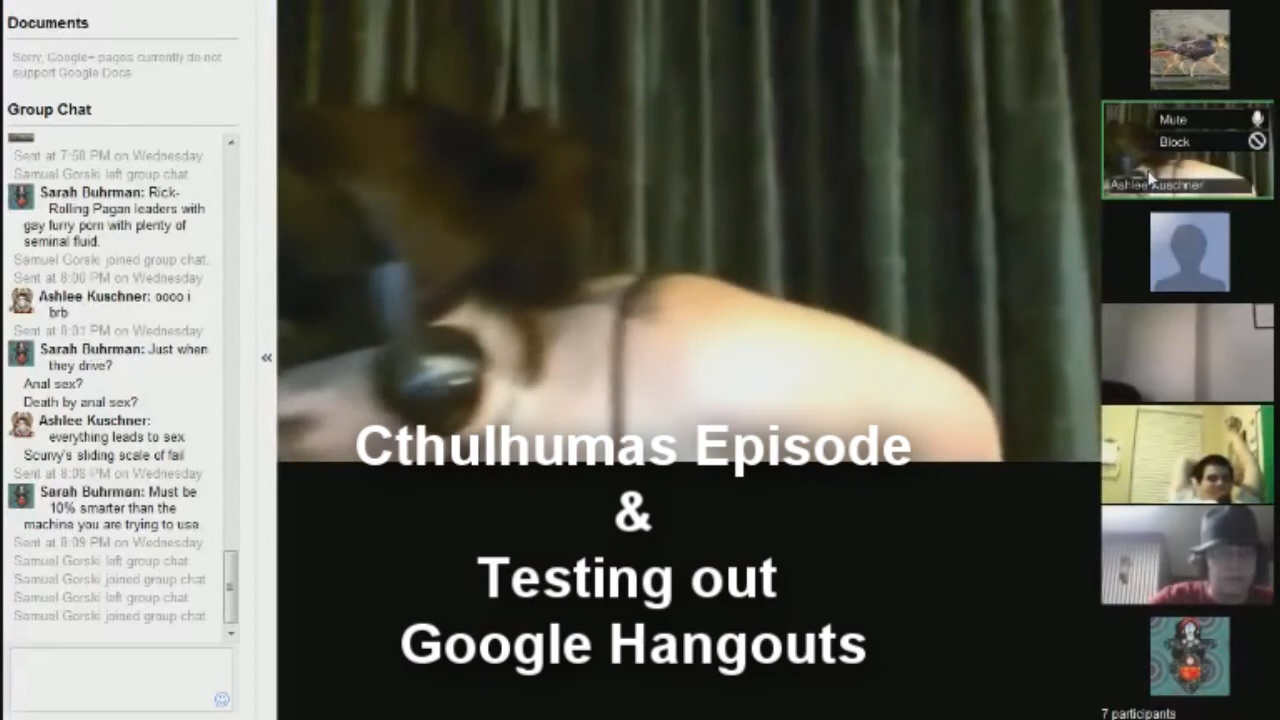 Documents
Sorry, Google+ pages currently do not
support Google Docs
Group Chat
Sent at 7:58 PM on Wednesday
Samuel Gorski left group chat.
Sarah Buhrman: Rick-
Rolling Pagan leaders with
gay furry porn with plenty of
seminal fluid.
Samuel Gorski joined group chat.
Sent at 8:00 PM on Wednesday
Ashlee Kuschner: oooo i
brb
Sent at 8:01 PM on Wednesday
Sarah Buhrman: Just when
they drive?
Anal sex?
Death by anal sex?
Ashlee Kuschner:
everything leads to sex
Scurvy's sliding scale of fail
Sent at 8:08 PM on Wednesday
Sarah Buhrman: Must be
10% smarter than the
machine you are trying to use
Sent at 8:09 PM on Wednesday
Samuel Gorski left group chat
Samuel Gorski joined group chat
Samuel Gorski left group chat
Samuel Gorski joined group chat
Cthulhumas Episode
&
Testing out
Google Hangouts
Mute
Block
Ashlee Kuschner
7 participants